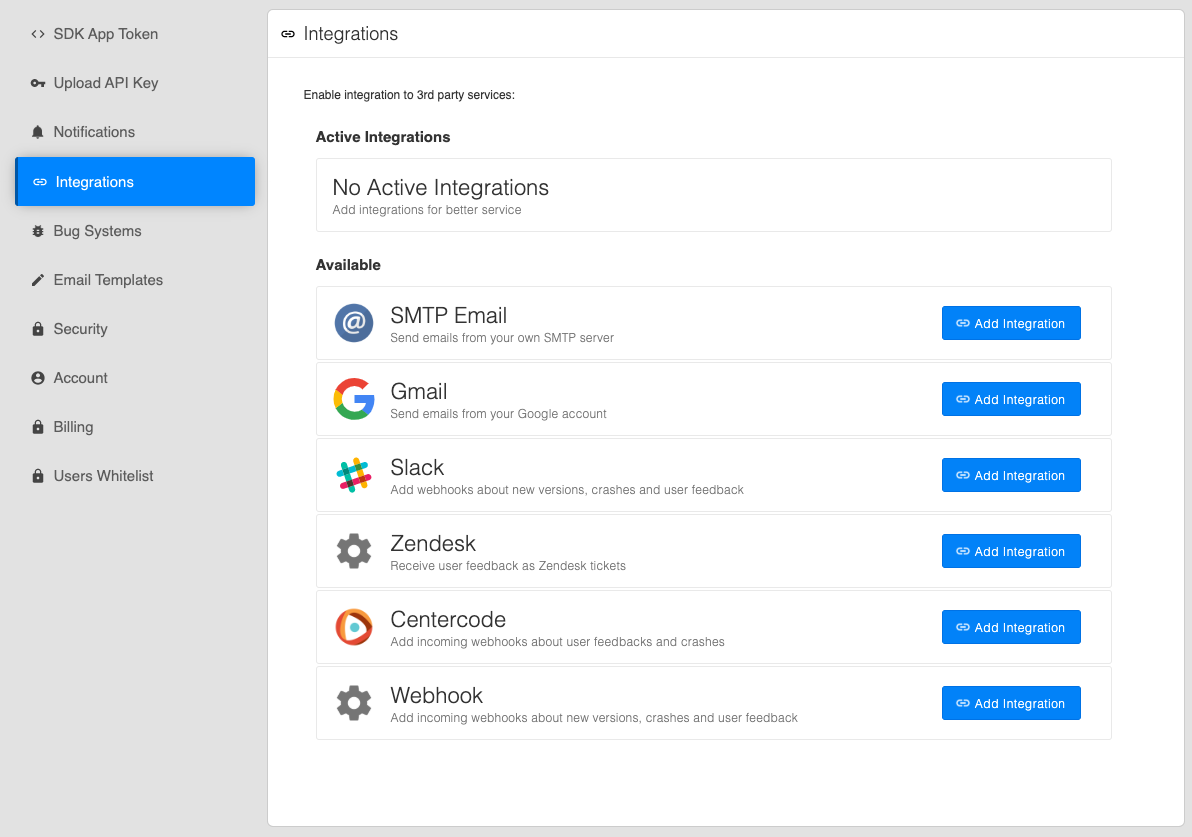 SDK App Token
Upload API Key
Notifications
Integrations
Bug Systems
Email Templates
Security
Account
Billing
Users Whitelist
Integrations
Enable integration to 3rd party services:
Active Integrations
No Active Integrations
Add integrations for better service
Available
SMTP Email
Send emails from your own SMTP server
Add Integration
Gmail
Send emails from your Google account
Add Integration
Slack
Add webhooks about new versions, crashes and user feedback
Add Integration
Zendesk
Receive user feedback as Zendesk tickets
Add Integration
Centercode
Add incoming webhooks about user feedbacks and crashes
Add Integration
Webhook
Add incoming webhooks about new versions, crashes and user feedback
Add Integration